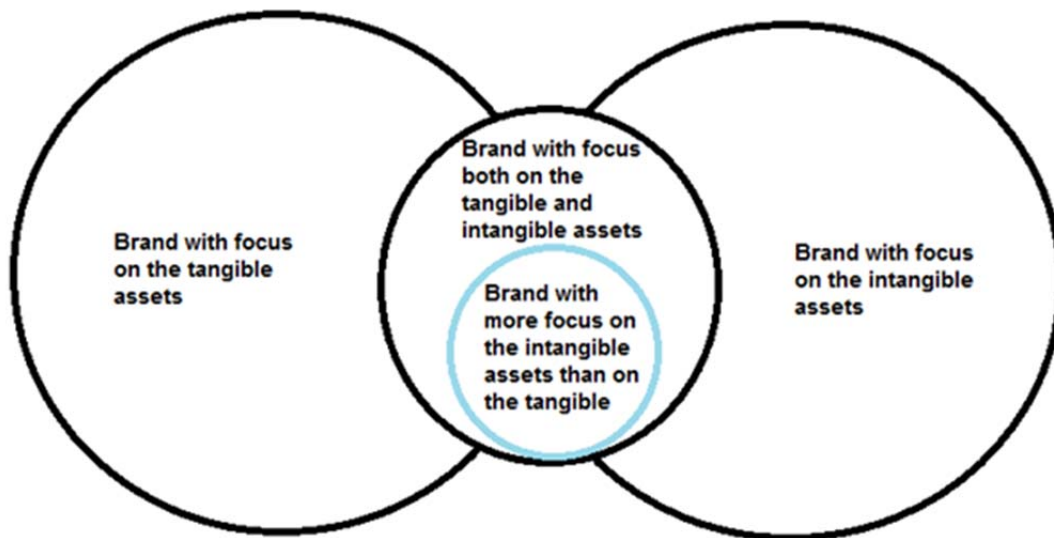 Brand with focus
on the tangible
assets
Brand with focus
both on the
tangible and
intangible assets
Brand with
more focus on
the intangible
assets than on
the tangible
Brand with focus
on the intangible
assets